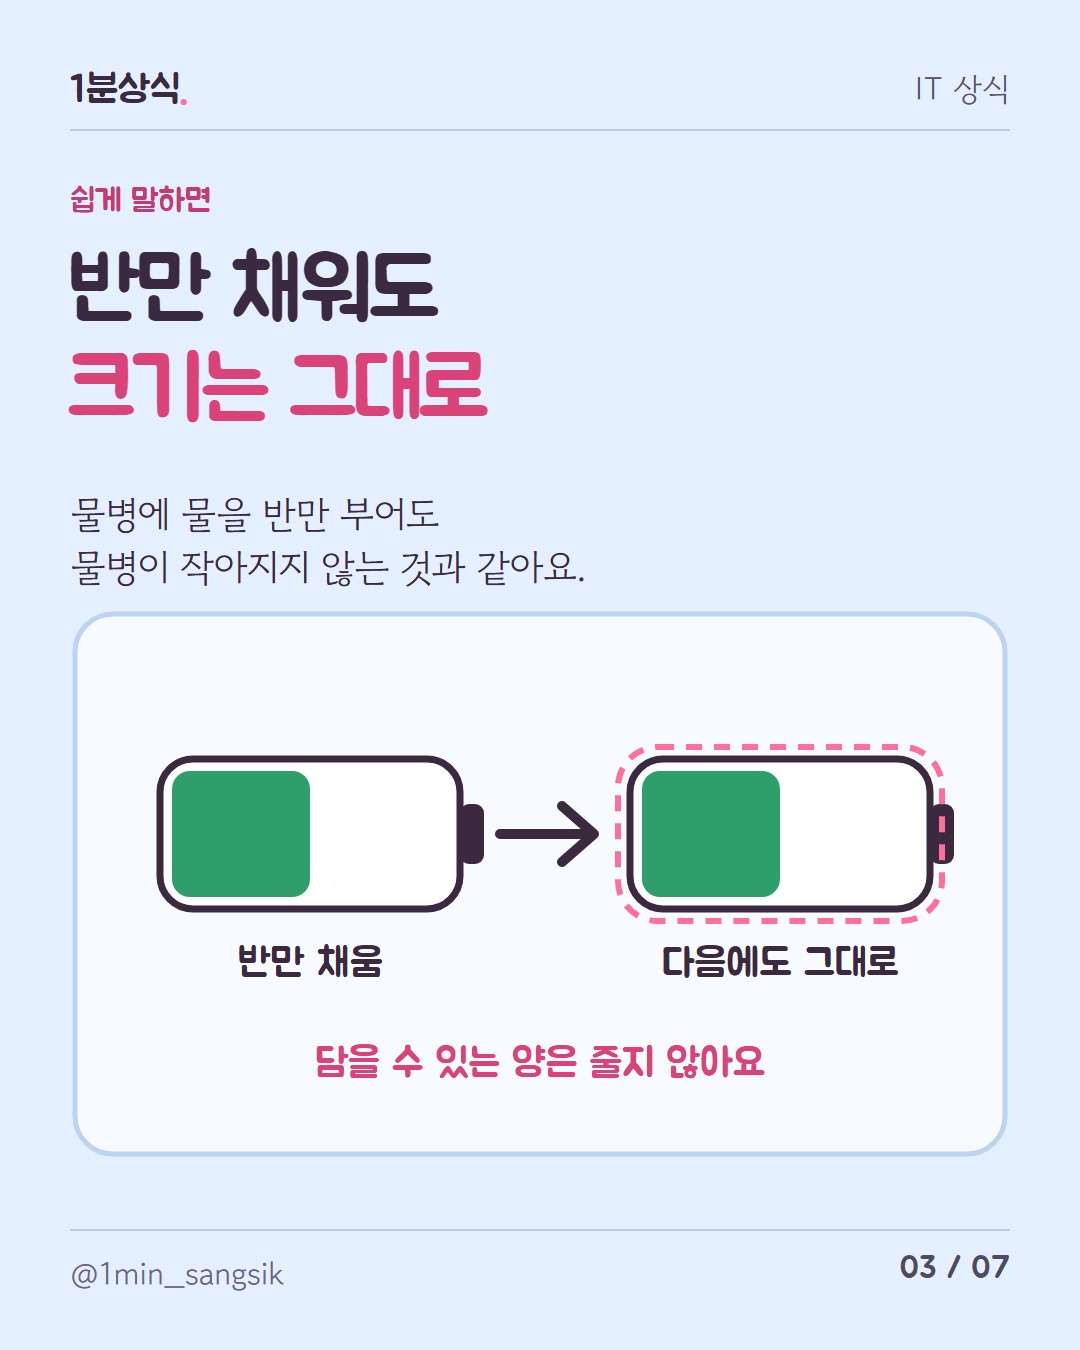 1분상식.
IT 상식
쉽게 말하면
반만 채워도
크기는 그대로
물병에 물을 반만 부어도
물병이 작아지지 않는 것과 같아요.
반만 채움
다음에도 그대로
담을 수 있는 양은 줄지 않아요
@1min_sangsik
03 / 07